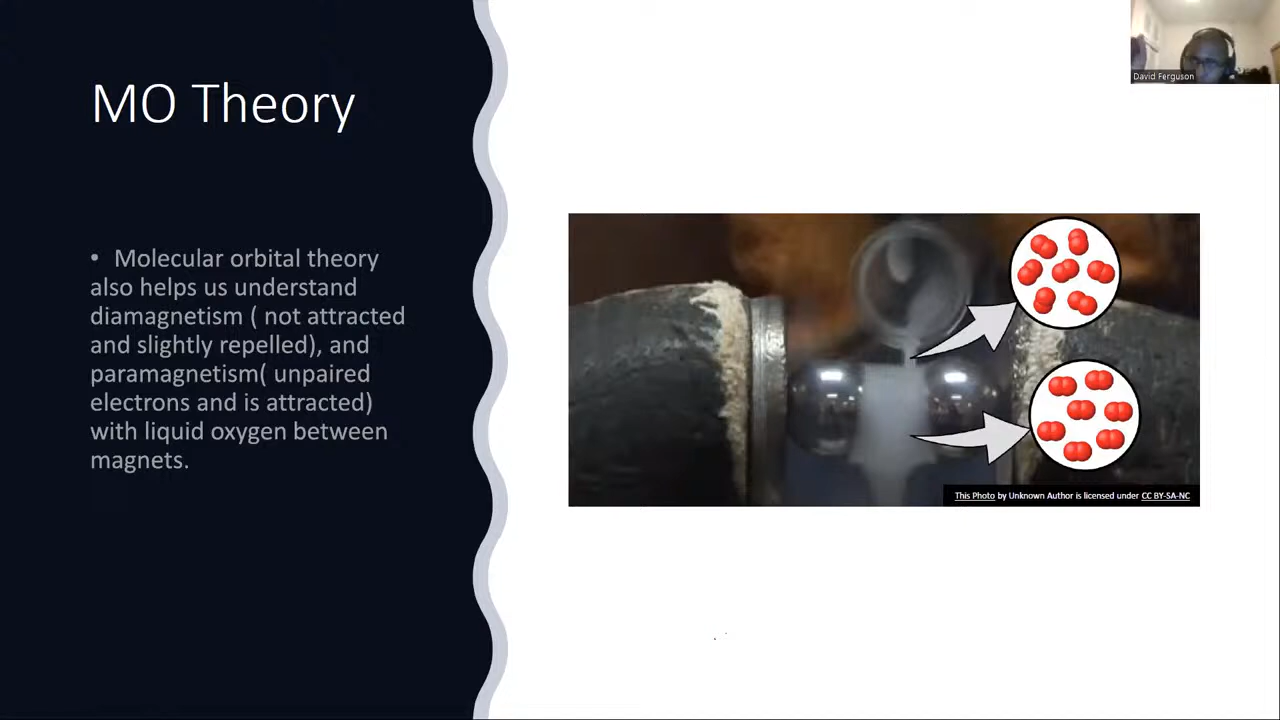 MO Theory
David Ferguson
• Molecular orbital theory
also helps us understand
diamagnetism ( not attracted
and slightly repelled), and
paramagnetism( unpaired
electrons and is attracted)
with liquid oxygen between
magnets.
This Photo by Unknown Author is licensed under CC BY-SA-NC